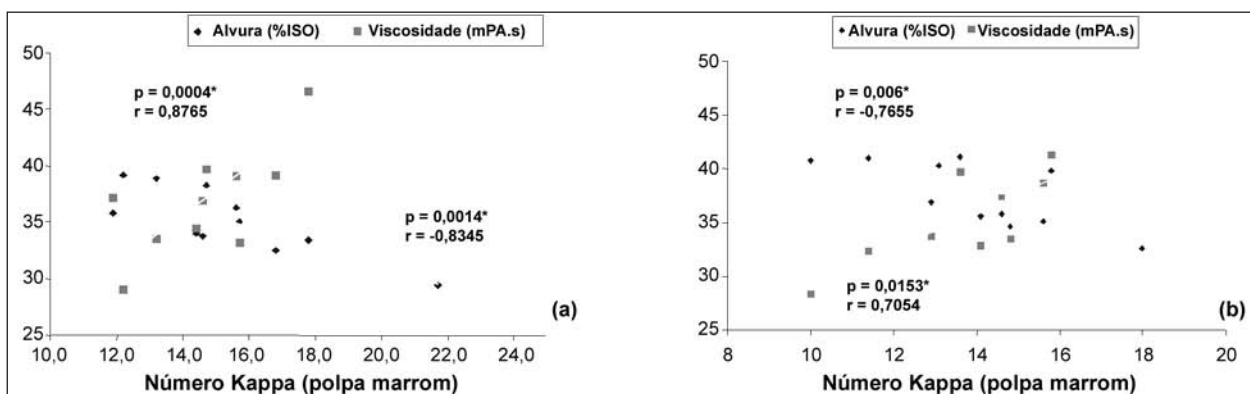 Alvura (%ISO) Viscosidade (mPA.s)
50
45
40
35
30
25
p = 0,0004*
r = 0,8765
p = 0,0014*
r = -0,8345
(a)
10,0 12,0 14,0 16,0 18,0 20,0 22,0 24,0
Número Kappa (polpa marrom)
Alvura (%ISO) Viscosidade (mPA.s)
50
45
40
35
30
25
p = 0,006*
r = -0,7655
p = 0,0153*
r = 0,7054
(b)
8 10 12 14 16 18 20
Número Kappa (polpa marrom)